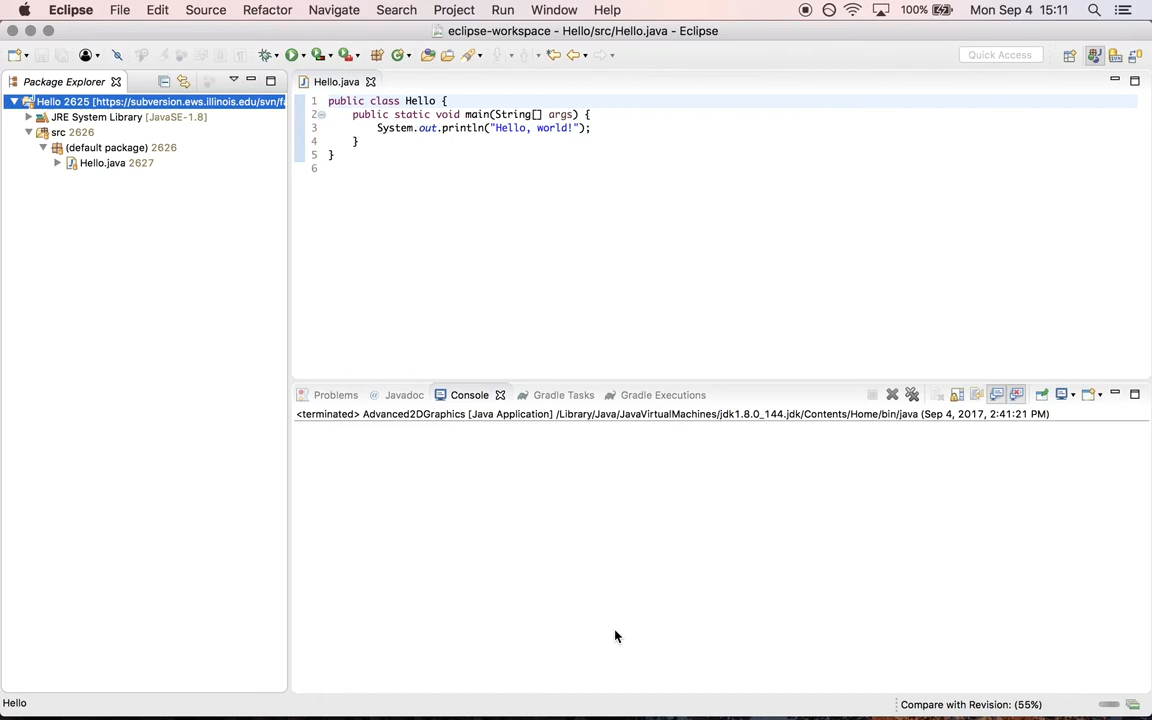 Eclipse File Edit Source Refactor Navigate Search Project Run Window Help 100% Mon Sep 4 15:11
eclipse-workspace - Hello/src/Hello.java - Eclipse
Quick Access
Package Explorer
Hello.java
Hello 2625 [https://subversion.ews.illinois.edu/svn/fa
JRE System Library [JavaSE-1.8]
src 2626
(default package) 2626
Hello.java 2627
1 public class Hello {
2 public static void main(String[] args) {
3 System.out.println("Hello, world!");
4 }
5 }
6
Problems @ Javadoc Console Gradle Tasks Gradle Executions
<terminated> Advanced2DGraphics [Java Application] /Library/Java/JavaVirtualMachines/jdk1.8.0_144.jdk/Contents/Home/bin/java (Sep 4, 2017, 2:41:21 PM)
Hello
Compare with Revision: (55%)